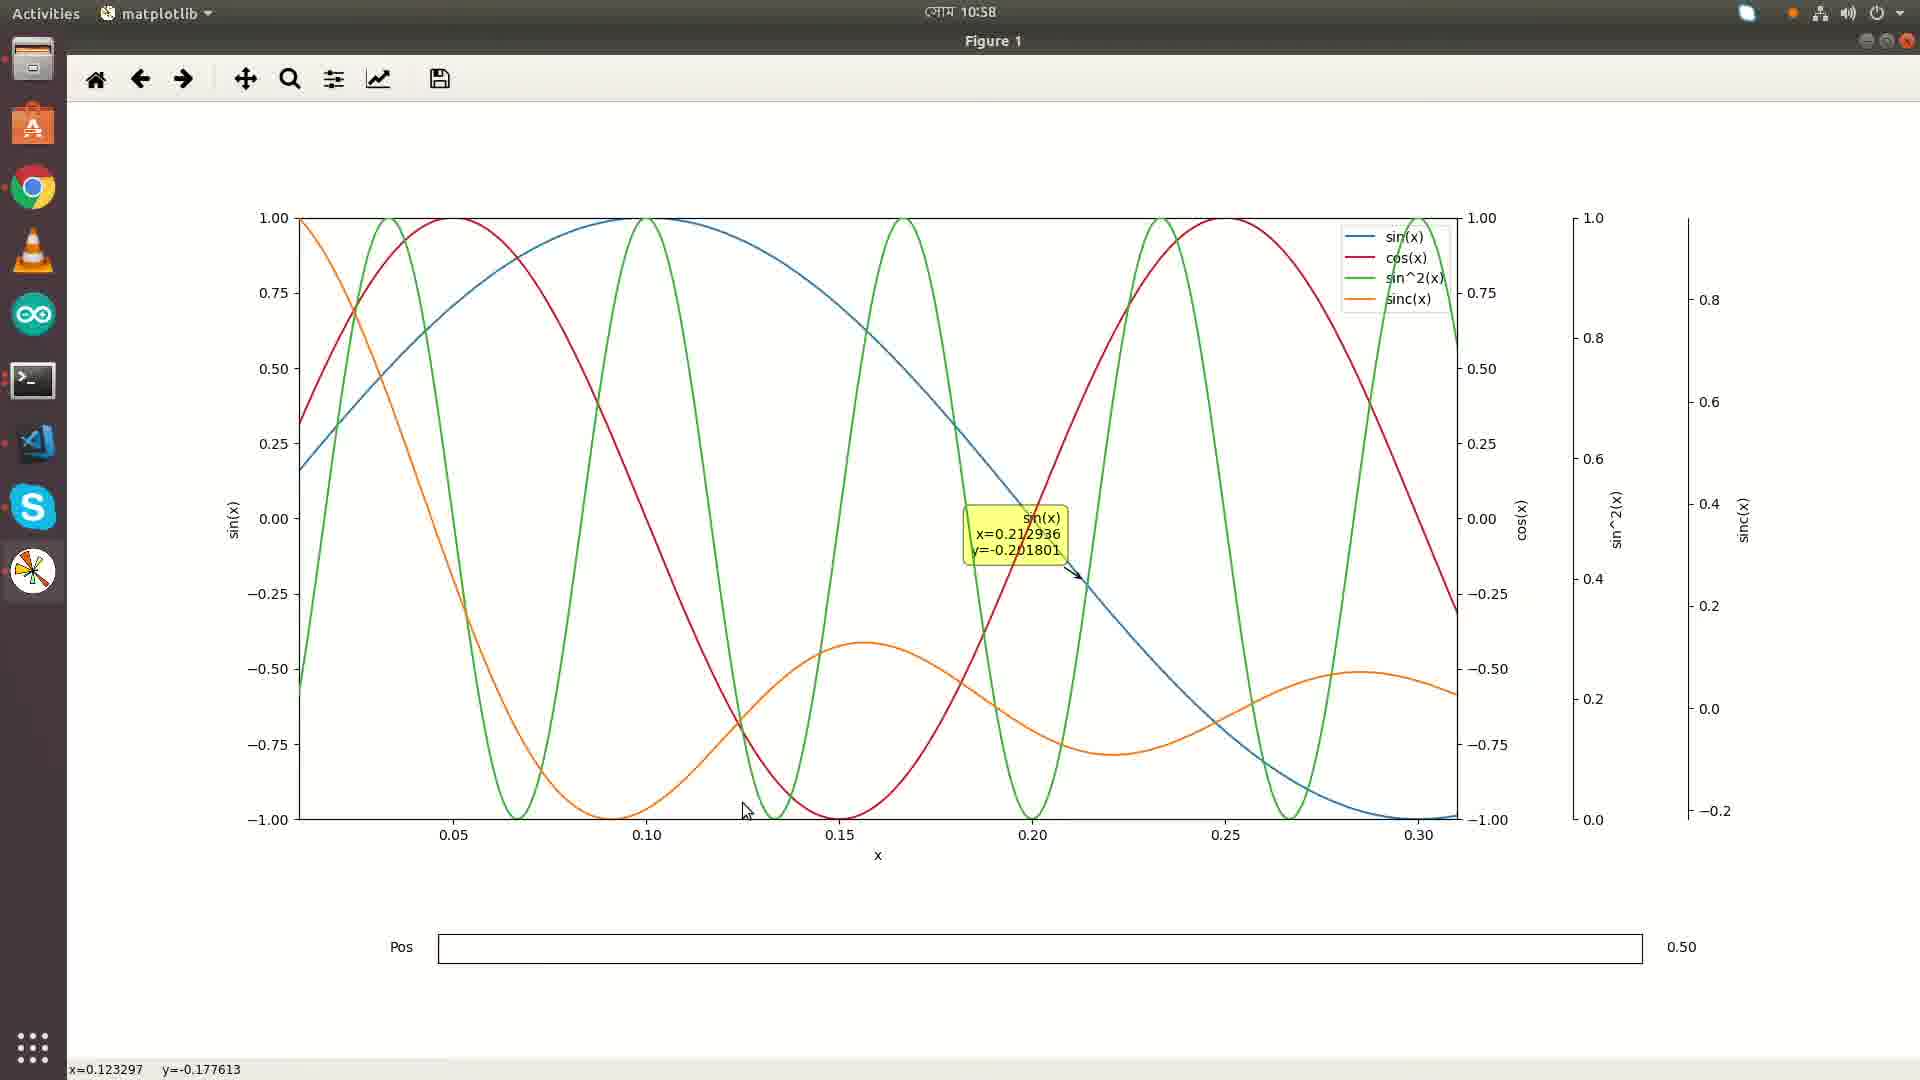 Activities matplotlib সোম 10:58
Figure 1
1.00
0.75
0.50
0.25
0.00
−0.25
−0.50
−0.75
−1.00
sin(x)
0.05 0.10 0.15 0.20 0.25 0.30
x
sin(x)
x=0.212936
y=-0.201801
sin(x)
cos(x)
sin^2(x)
sinc(x)
1.00
0.75
0.50
0.25
0.00
−0.25
−0.50
−0.75
−1.00
cos(x)
1.0
0.8
0.6
0.4
0.2
0.0
sin^2(x)
0.8
0.6
0.4
0.2
0.0
−0.2
sinc(x)
Pos 0.50
x=0.123297 y=-0.177613